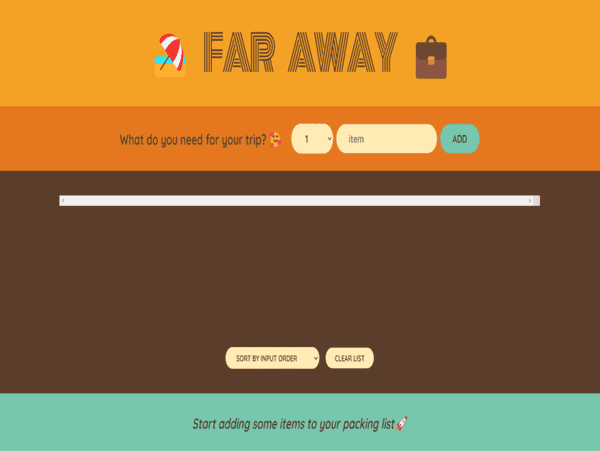 FAR AWAY
What do you need for your trip? 1 item ADD
SORT BY INPUT ORDER CLEAR LIST
Start adding some items to your packing list